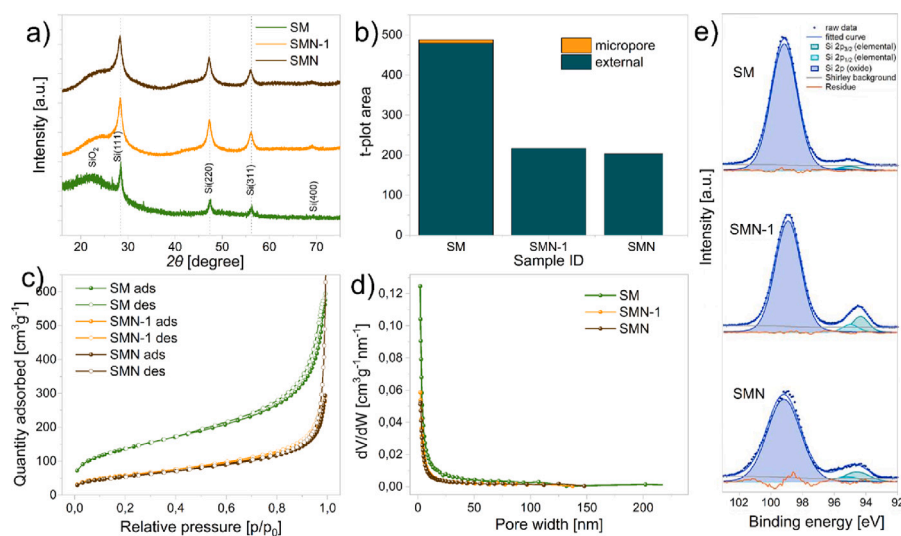 a)
SM
SMN-1
SMN
Intensity [a.u.]
SiO2
Si(111)
Si(220)
Si(311)
Si(400)
20 30 40 50 60 70
2θ [degree]
b)
micropore
external
t-plot area
500
400
300
200
100
0
SM SMN-1 SMN
Sample ID
c)
SM ads
SM des
SMN-1 ads
SMN-1 des
SMN ads
SMN des
Quantity adsorbed [cm3g-1]
600
500
400
300
200
100
0
0,0 0,2 0,4 0,6 0,8 1,0
Relative pressure [p/p0]
d)
SM
SMN-1
SMN
dV/dW [cm3g-1nm-1]
0,12
0,09
0,06
0,03
0,00
0 50 100 150 200
Pore width [nm]
e)
raw data
fitted curve
Si 2p3/2 (elemental)
Si 2p1/2 (elemental)
Si 2p (oxide)
Shirley background
Residue
SM
SMN-1
SMN
Intensity [a.u.]
102 100 98 96 94 92
Binding energy [eV]